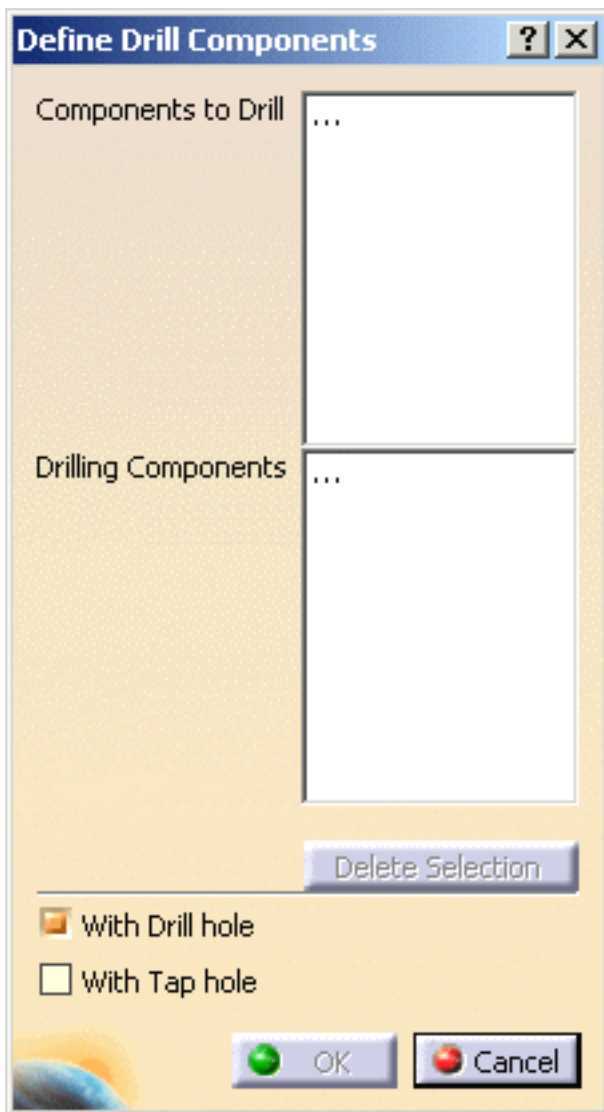 Define Drill Components ? X
Components to Drill ...
Drilling Components ...
Delete Selection
With Drill hole
With Tap hole
OK Cancel